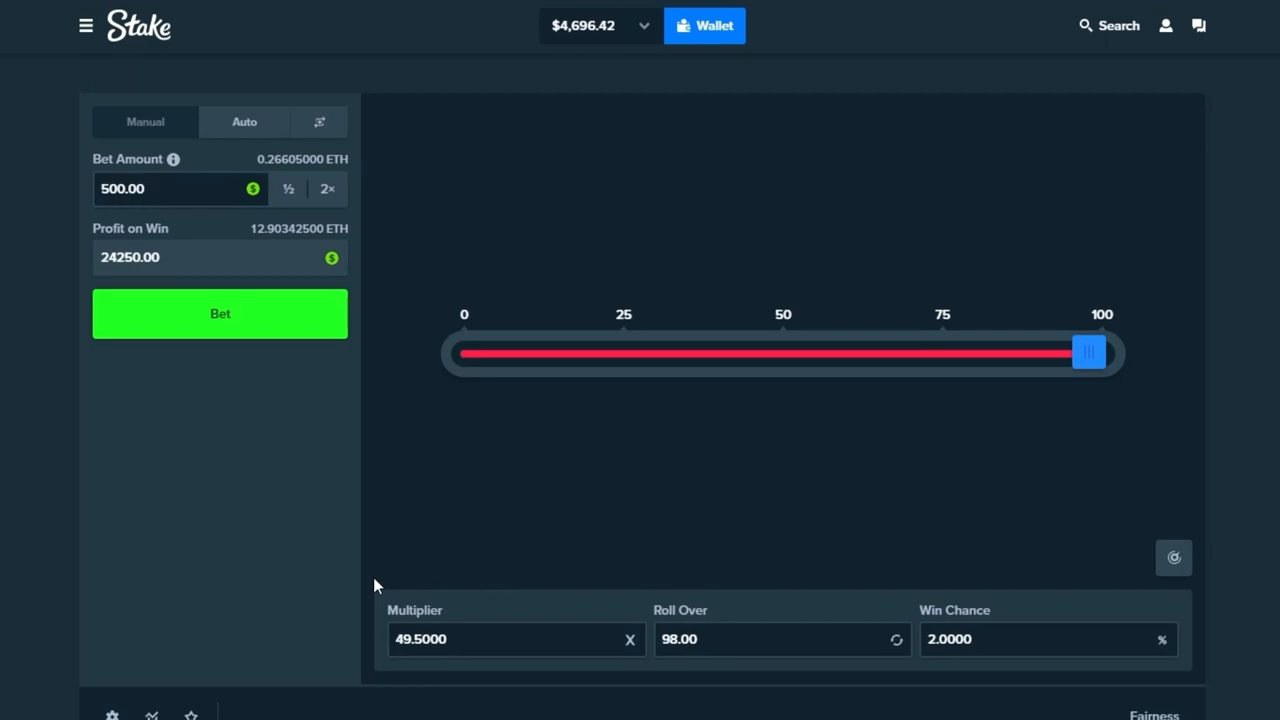 Stake
$4,696.42
Wallet
Search
Manual Auto
Bet Amount 0.26605000 ETH
500.00 $ ½ 2×
Profit on Win 12.90342500 ETH
24250.00 $
Bet
0 25 50 75 100
Multiplier Roll Over Win Chance
49.5000 X 98.00 2.0000 %
Fairness